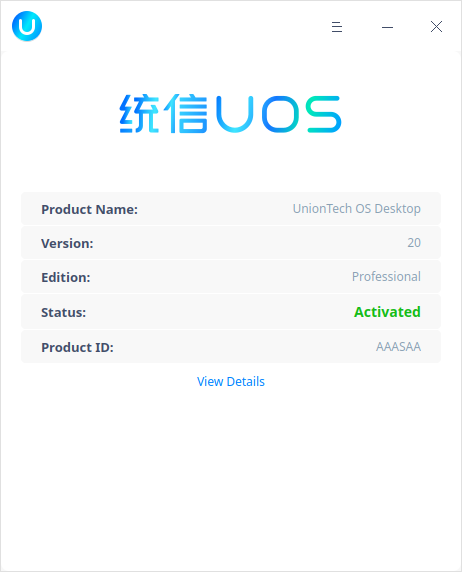 统信UOS
Product Name: UnionTech OS Desktop
Version: 20
Edition: Professional
Status: Activated
Product ID: AAASAA
View Details